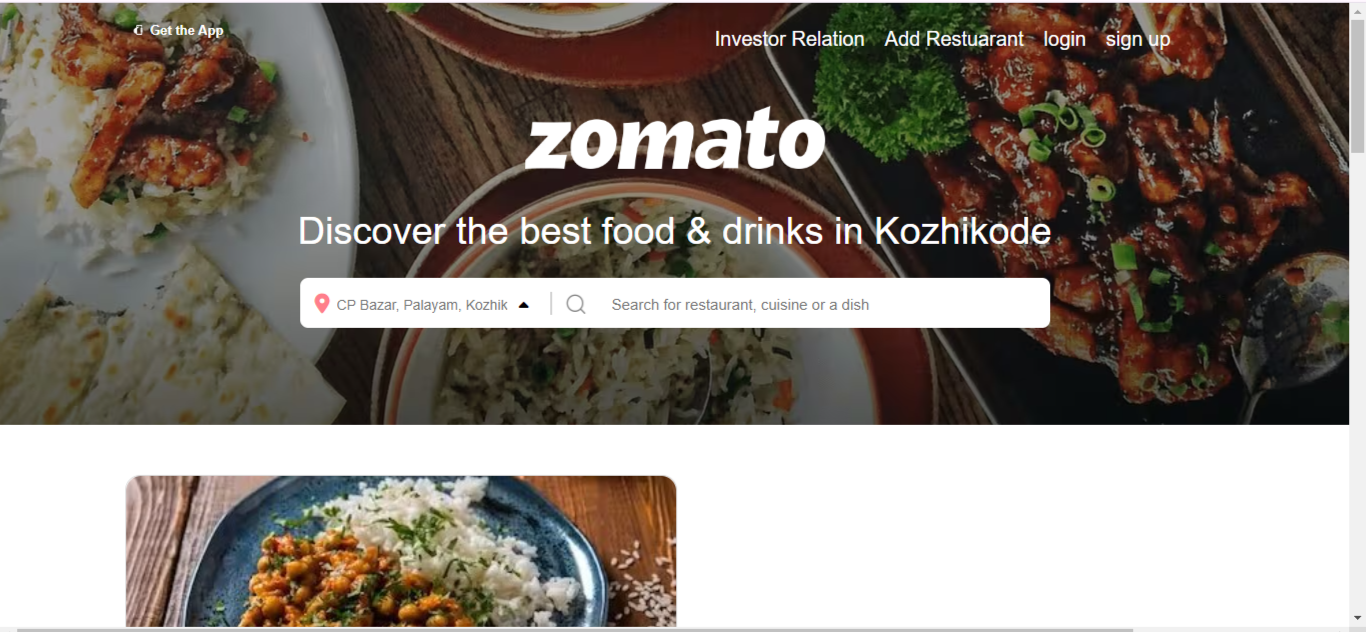 Get the App
Investor Relation Add Restuarant login sign up
zomato
Discover the best food & drinks in Kozhikode
CP Bazar, Palayam, Kozhik
Search for restaurant, cuisine or a dish